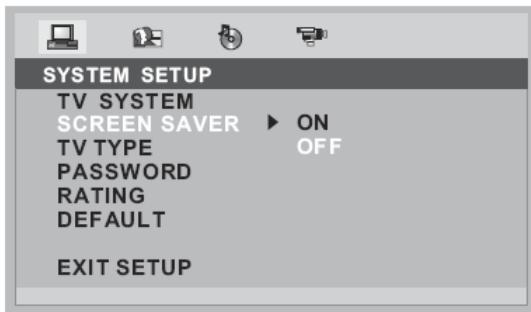 SYSTEM SETUP
TV SYSTEM
SCREEN SAVER ▶ ON
TV TYPE OFF
PASSWORD
RATING
DEFAULT
EXIT SETUP